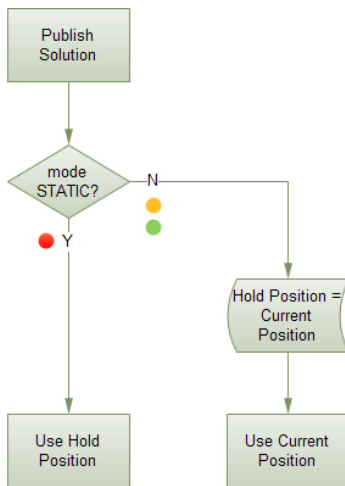 Publish
Solution
mode
STATIC?
N
Y
Hold Position =
Current
Position
Use Hold
Position
Use Current
Position